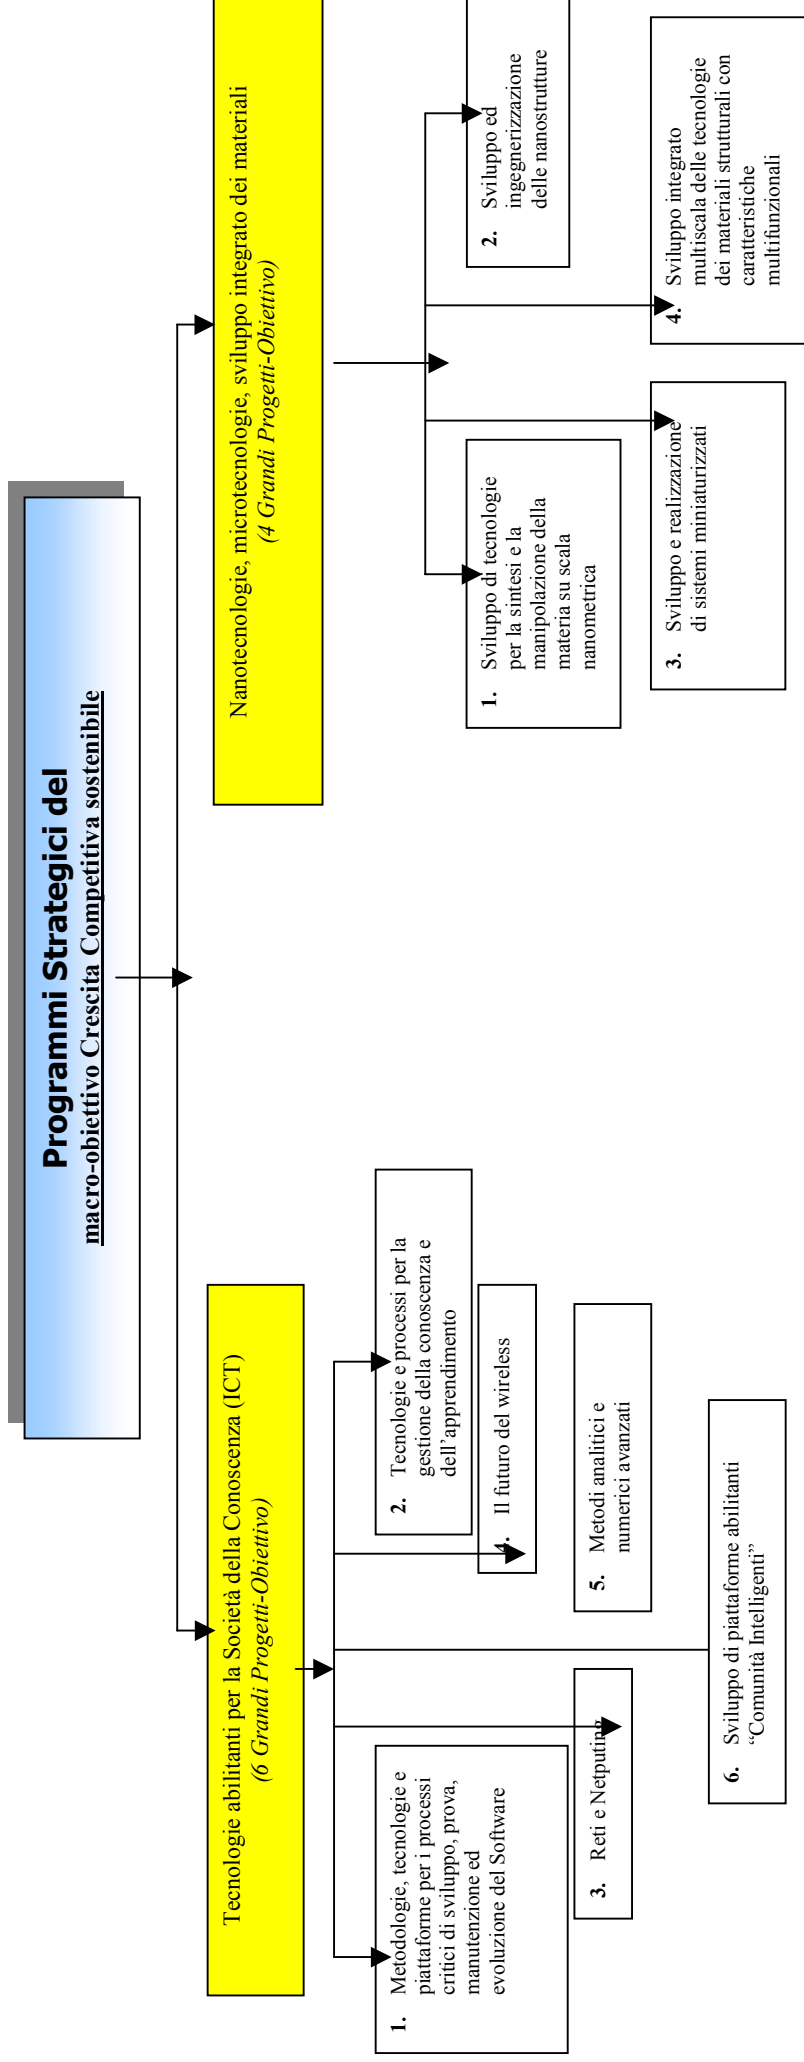 Programmi Strategici del
macro-obiettivo Crescita Competitiva sostenibile
Tecnologie abilitanti per la Società della Conoscenza (ICT)
(6 Grandi Progetti-Obiettivo)
1. Metodologie, tecnologie e
piattaforme per i processi
critici di sviluppo, prova,
manutenzione ed
evoluzione del Software
2. Tecnologie e processi per la
gestione della conoscenza e
dell’apprendimento
3. Reti e Netputing
4. Il futuro del wireless
5. Metodi analitici e
numerici avanzati
6. Sviluppo di piattaforme abilitanti
“Comunità Intelligenti”
Nanotecnologie, microtecnologie, sviluppo integrato dei materiali
(4 Grandi Progetti-Obiettivo)
1. Sviluppo di tecnologie
per la sintesi e la
manipolazione della
materia su scala
nanometrica
2. Sviluppo ed
ingegnerizzazione
delle nanostrutture
3. Sviluppo e realizzazione
di sistemi miniaturizzati
4. Sviluppo integrato
multiscala delle tecnologie
dei materiali strutturali con
caratteristiche
multifunzionali